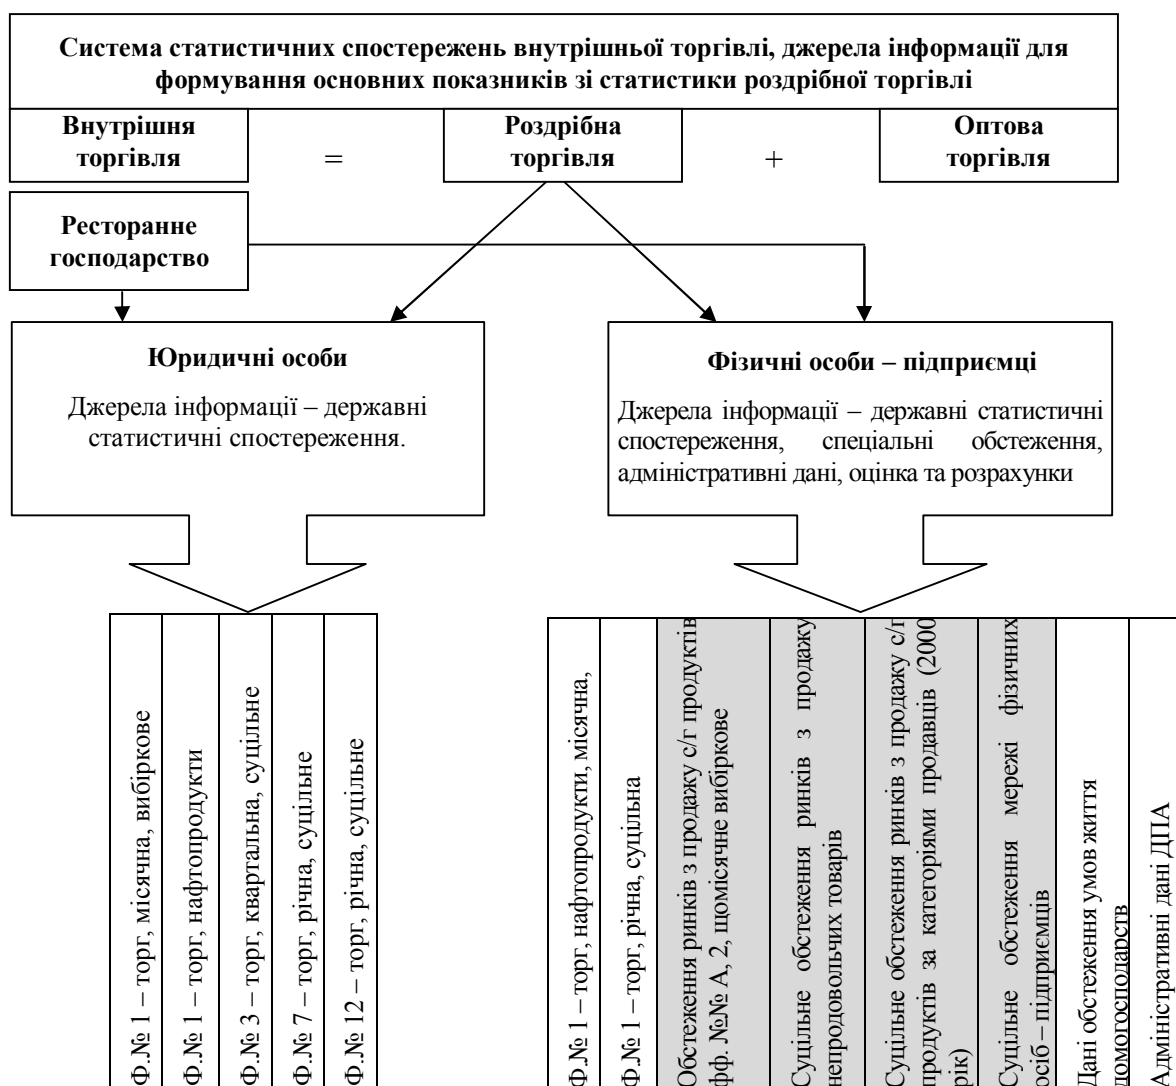 Система статистичних спостережень внутрішньої торгівлі, джерела інформації для
формування основних показників зі статистики роздрібної торгівлі
Внутрішня
торгівля
=
Роздрібна
торгівля
+
Оптова
торгівля
Ресторанне
господарство
Юридичні особи
Джерела інформації – державні
статистичні спостереження.
Фізичні особи – підприємці
Джерела інформації – державні статистичні
спостереження, спеціальні обстеження,
адміністративні дані, оцінка та розрахунки
Ф.№ 1 – торг, місячна, вибіркове
Ф.№ 1 – торг, нафтопродукти
Ф.№ 3 – торг, квартальна, суцільне
Ф.№ 7 – торг, річна, суцільне
Ф.№ 12 – торг, річна, суцільне
Ф.№ 1 – торг, нафтопродукти, місячна,
Ф.№ 1 – торг, річна, суцільна
Обстеження ринків з продажу с/г продуктів
фф. №№ А, 2, щомісячне вибіркове
Суцільне обстеження ринків з продажу
непродовольчих товарів
Суцільне обстеження ринків з продажу с/г
продуктів за категоріями продавців (2000
рік)
Суцільне обстеження мережі фізичних
осіб – підприємців
Дані обстеження умов життя
домогосподарств
Адміністративні дані ДПА